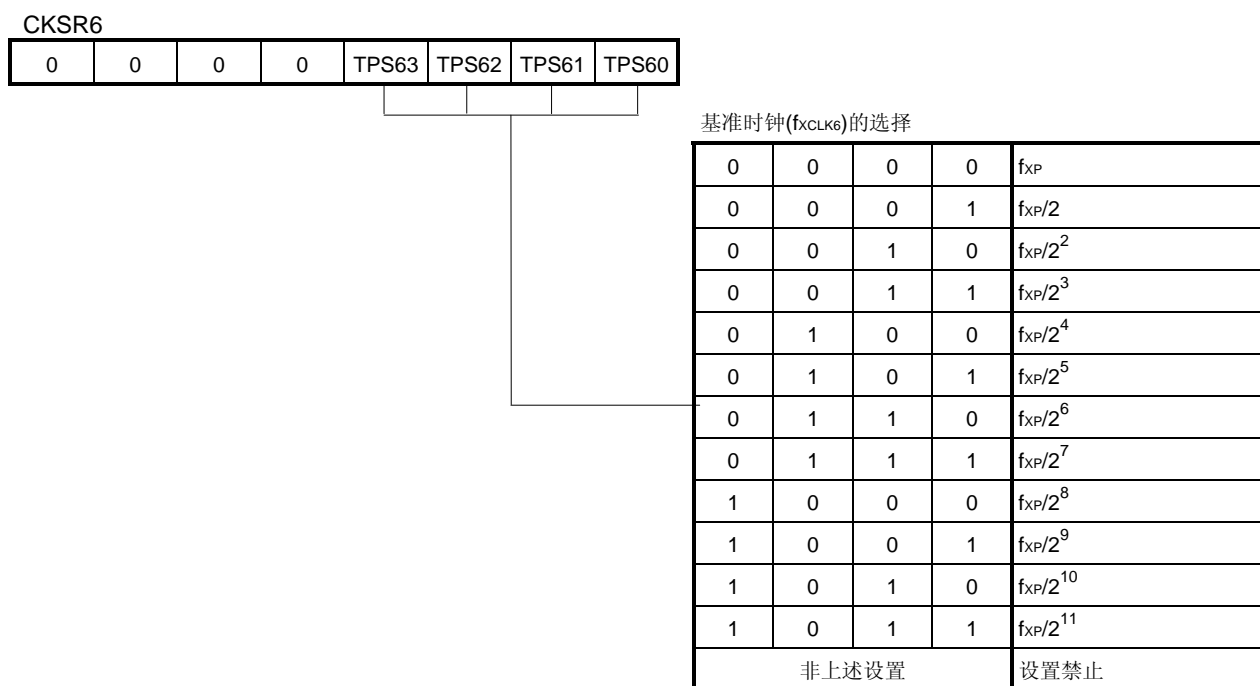 CKSR6
0 0 0 0 TPS63 TPS62 TPS61 TPS60
基准时钟(fXCLK6)的选择
0 0 0 0 fXP
0 0 0 1 fXP/2
0 0 1 0 fXP/2^2
0 0 1 1 fXP/2^3
0 1 0 0 fXP/2^4
0 1 0 1 fXP/2^5
0 1 1 0 fXP/2^6
0 1 1 1 fXP/2^7
1 0 0 0 fXP/2^8
1 0 0 1 fXP/2^9
1 0 1 0 fXP/2^10
1 0 1 1 fXP/2^11
非上述设置 设置禁止